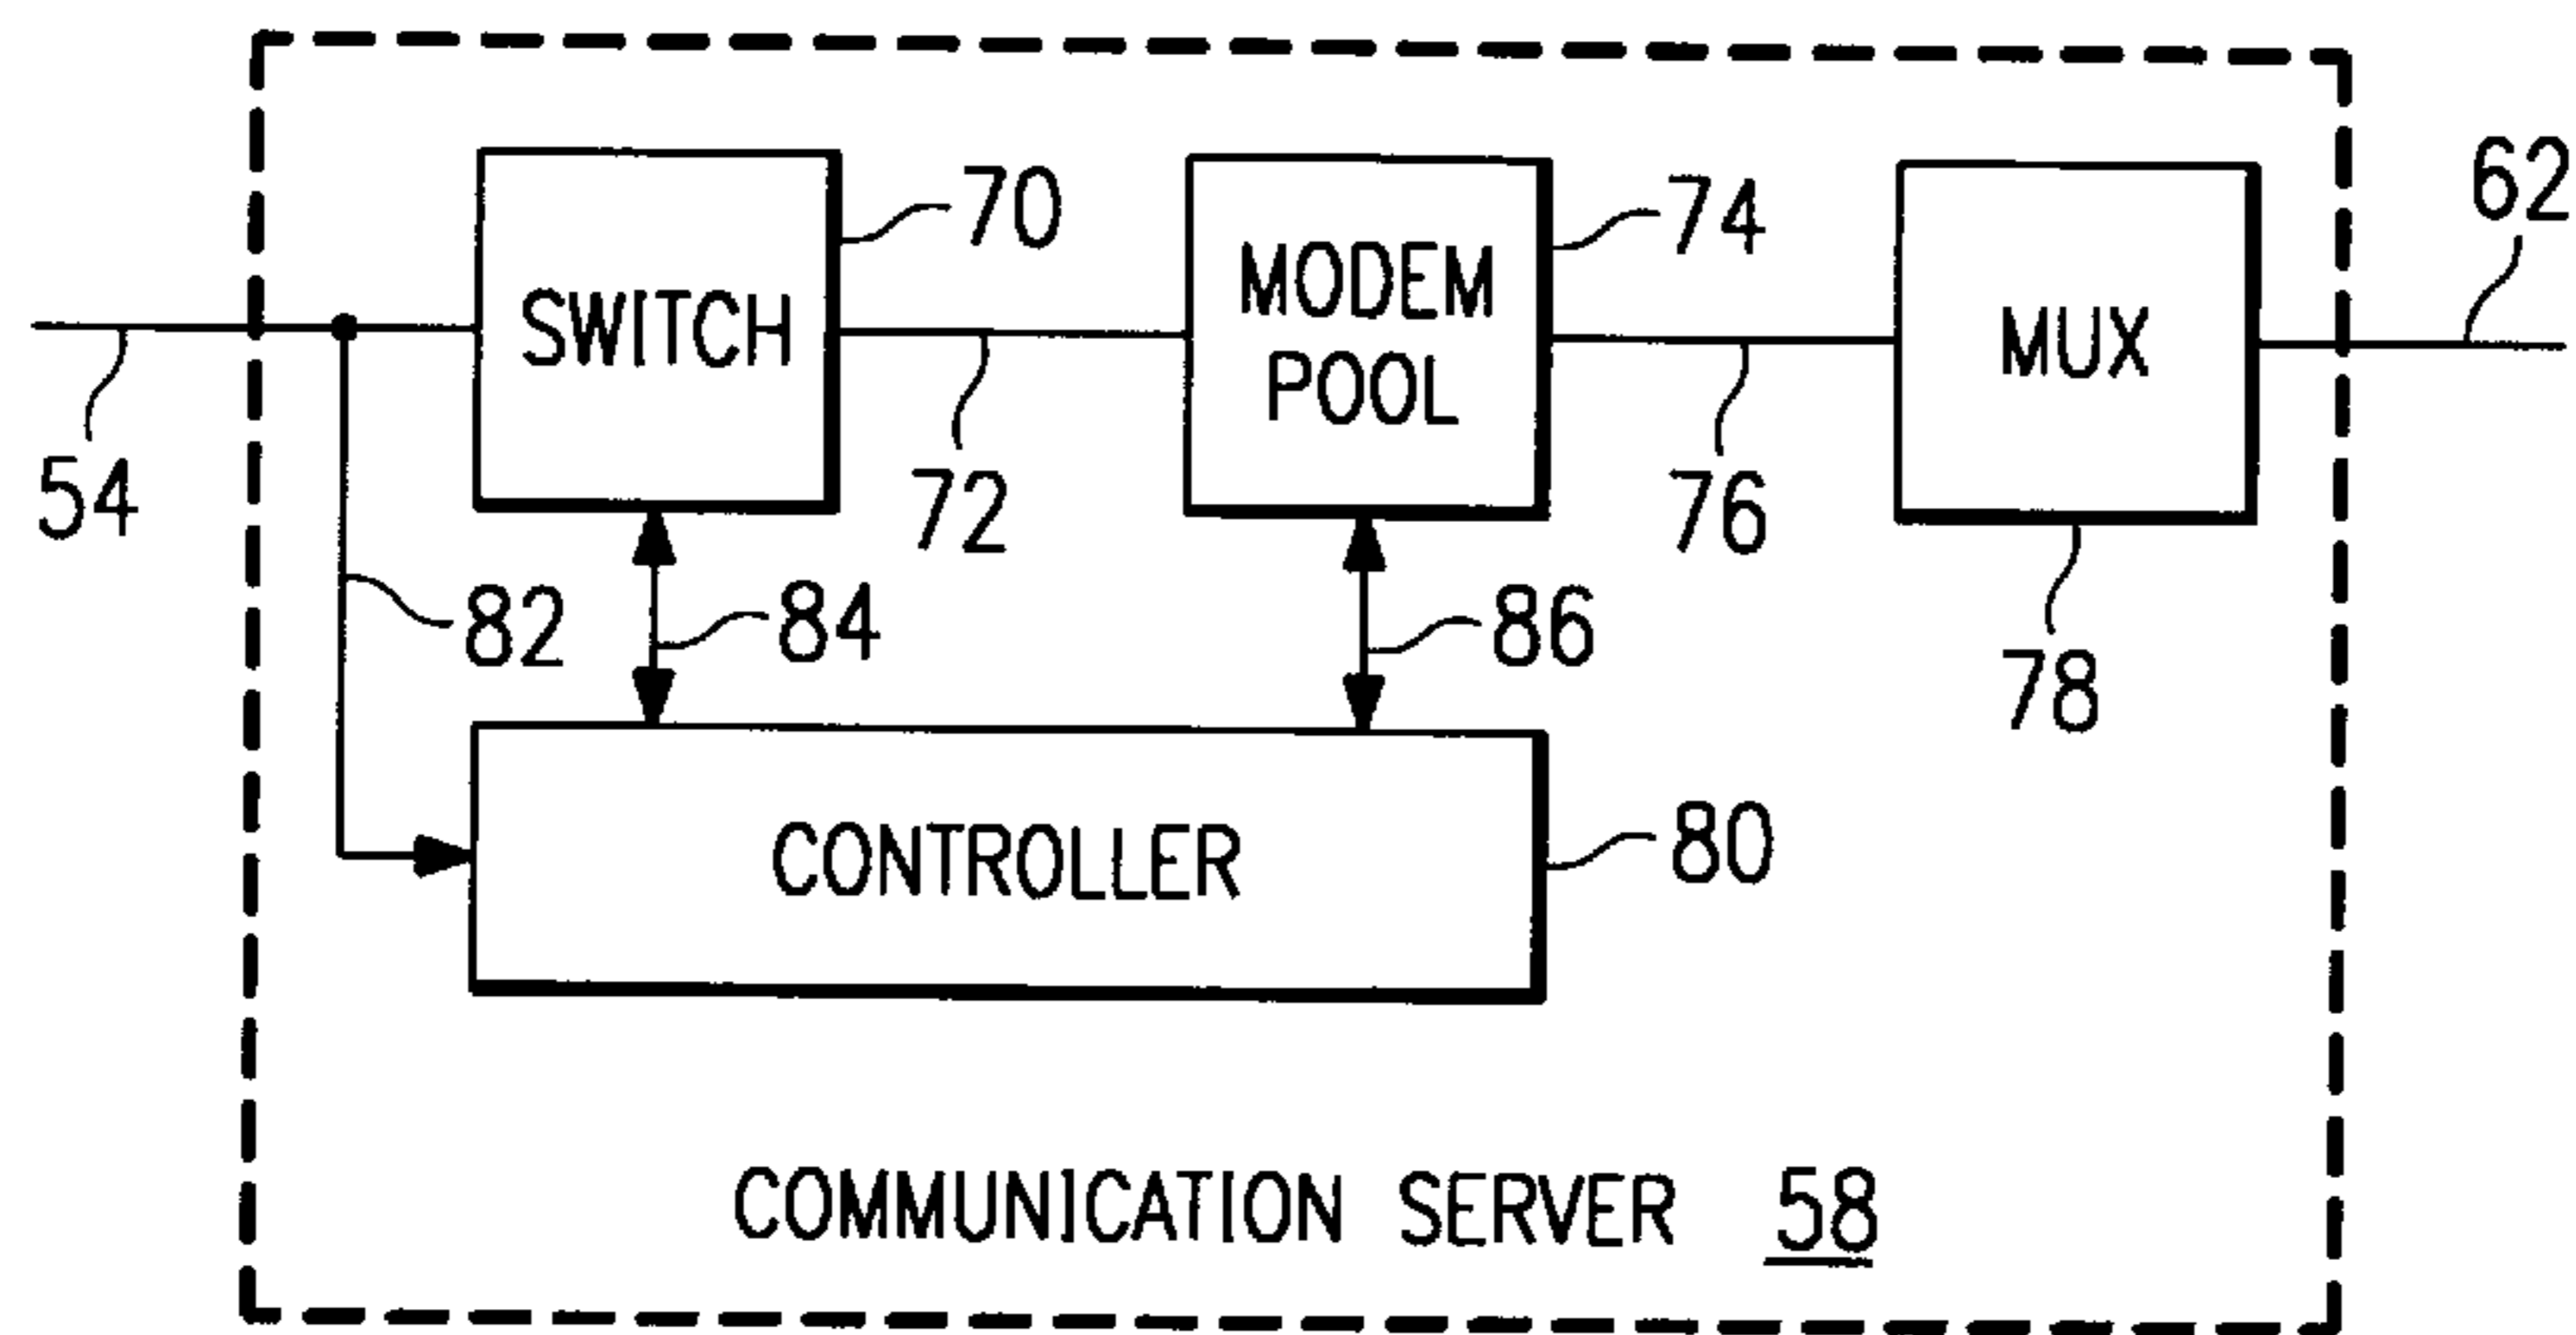 62
70
74
SWITCH
MODEM
POOL
MUX
54
72
76
82
84
86
78
CONTROLLER
80
COMMUNICATION SERVER 58